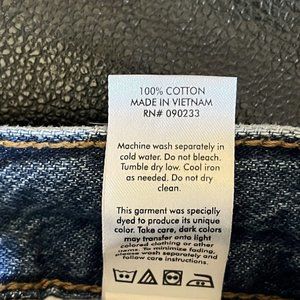 100% COTTON
MADE IN VIETNAM
RN# 090233
Machine wash separately in
cold water. Do not bleach.
Tumble dry low. Cool iron
as needed. Do not dry
clean.
This garment was specially
dyed to produce its unique
color. Take care, dark colors
may transfer onto light
colored clothing or other
items. To minimize fading,
please wash separately and
follow care instructions.